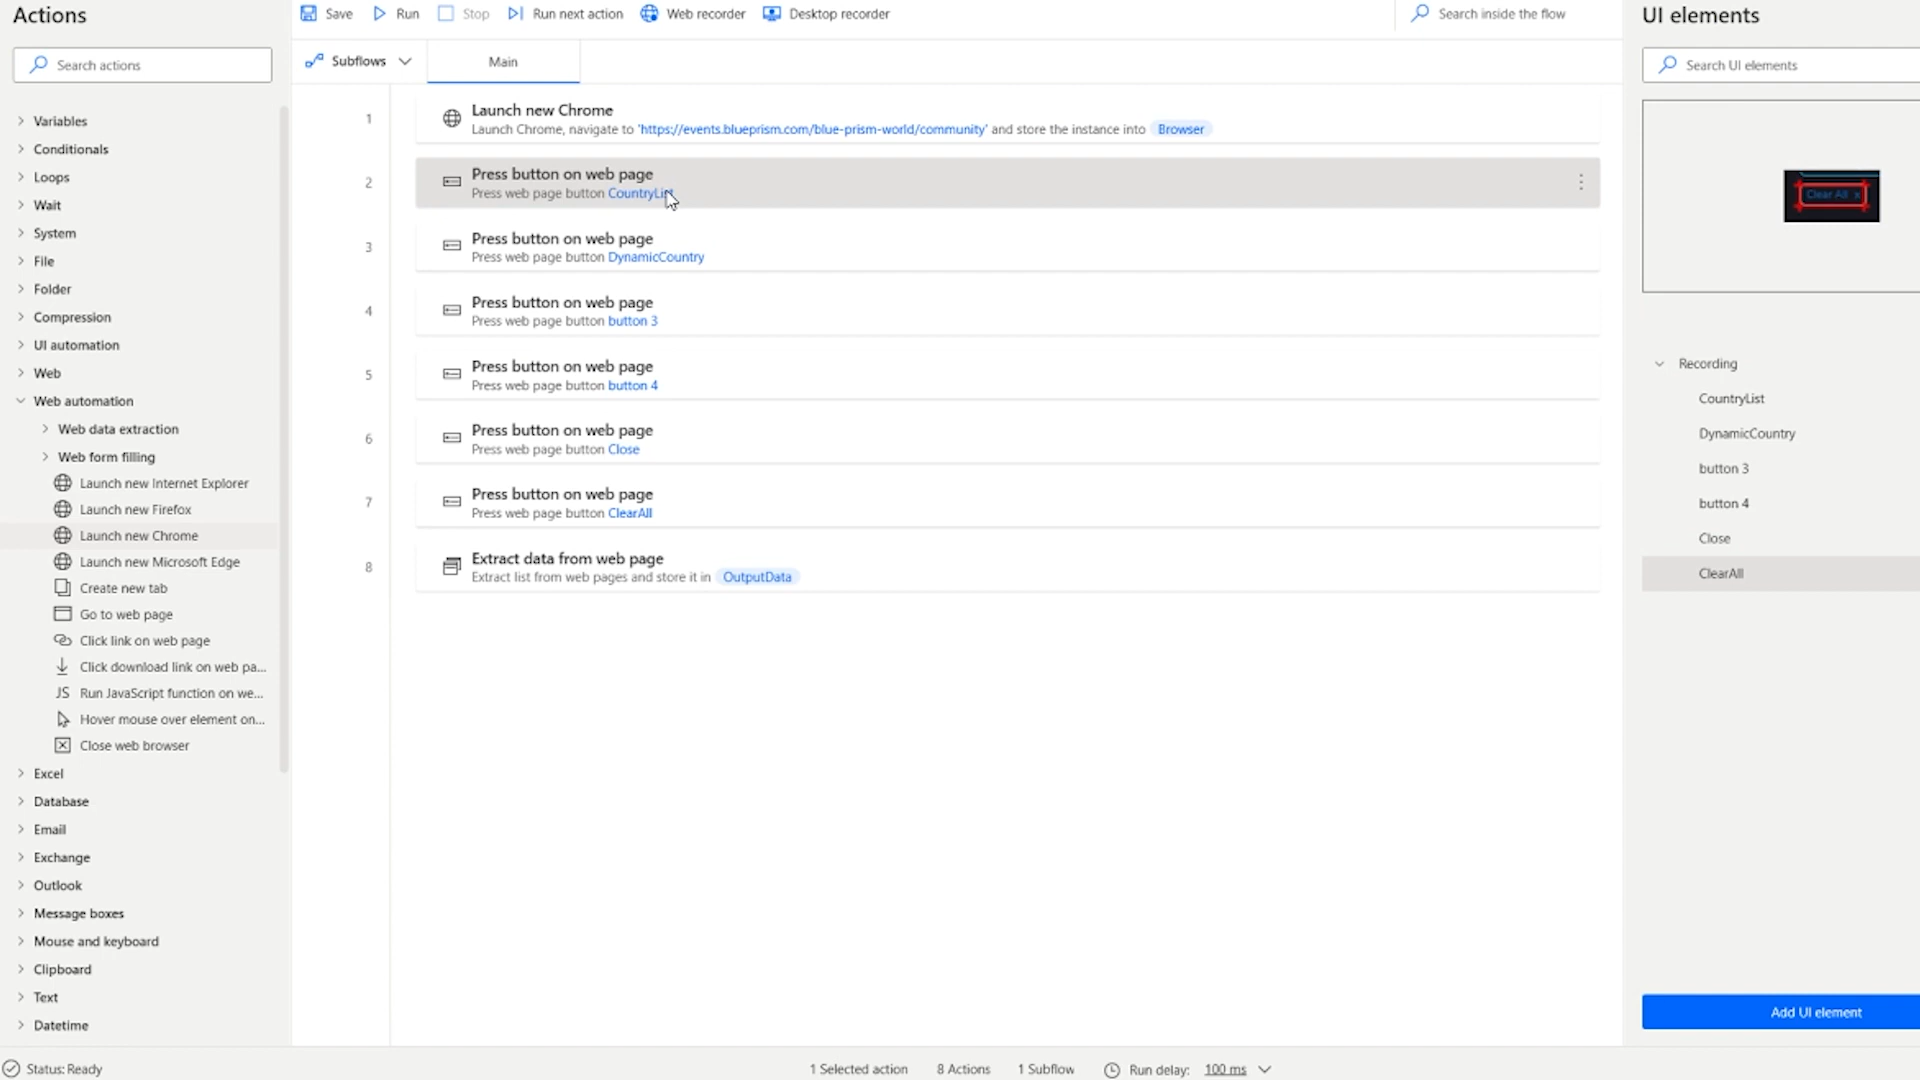 Actions
Save
Run
Stop
Run next action
Web recorder
Desktop recorder
Search inside the flow
UI elements
Search actions
Subflows
Main
Search UI elements
Variables
Conditionals
Loops
Wait
System
File
Folder
Compression
UI automation
Web
Web automation
Web data extraction
Web form filling
Launch new Internet Explorer
Launch new Firefox
Launch new Chrome
Launch new Microsoft Edge
Create new tab
Go to web page
Click link on web page
Click download link on web pa...
JS Run JavaScript function on we...
Hover mouse over element on...
Close web browser
Excel
Database
Email
Exchange
Outlook
Message boxes
Mouse and keyboard
Clipboard
Text
Datetime
1
Launch new Chrome
Launch Chrome, navigate to 'https://events.blueprism.com/blue-prism-world/community' and store the instance into Browser
2
Press button on web page
Press web page button CountryList
3
Press button on web page
Press web page button DynamicCountry
4
Press button on web page
Press web page button button 3
5
Press button on web page
Press web page button button 4
6
Press button on web page
Press web page button Close
7
Press button on web page
Press web page button ClearAll
8
Extract data from web page
Extract list from web pages and store it in OutputData
Clear All x
Recording
CountryList
DynamicCountry
button 3
button 4
Close
ClearAll
Add UI element
Status: Ready
1 Selected action
8 Actions
1 Subflow
Run delay: 100 ms